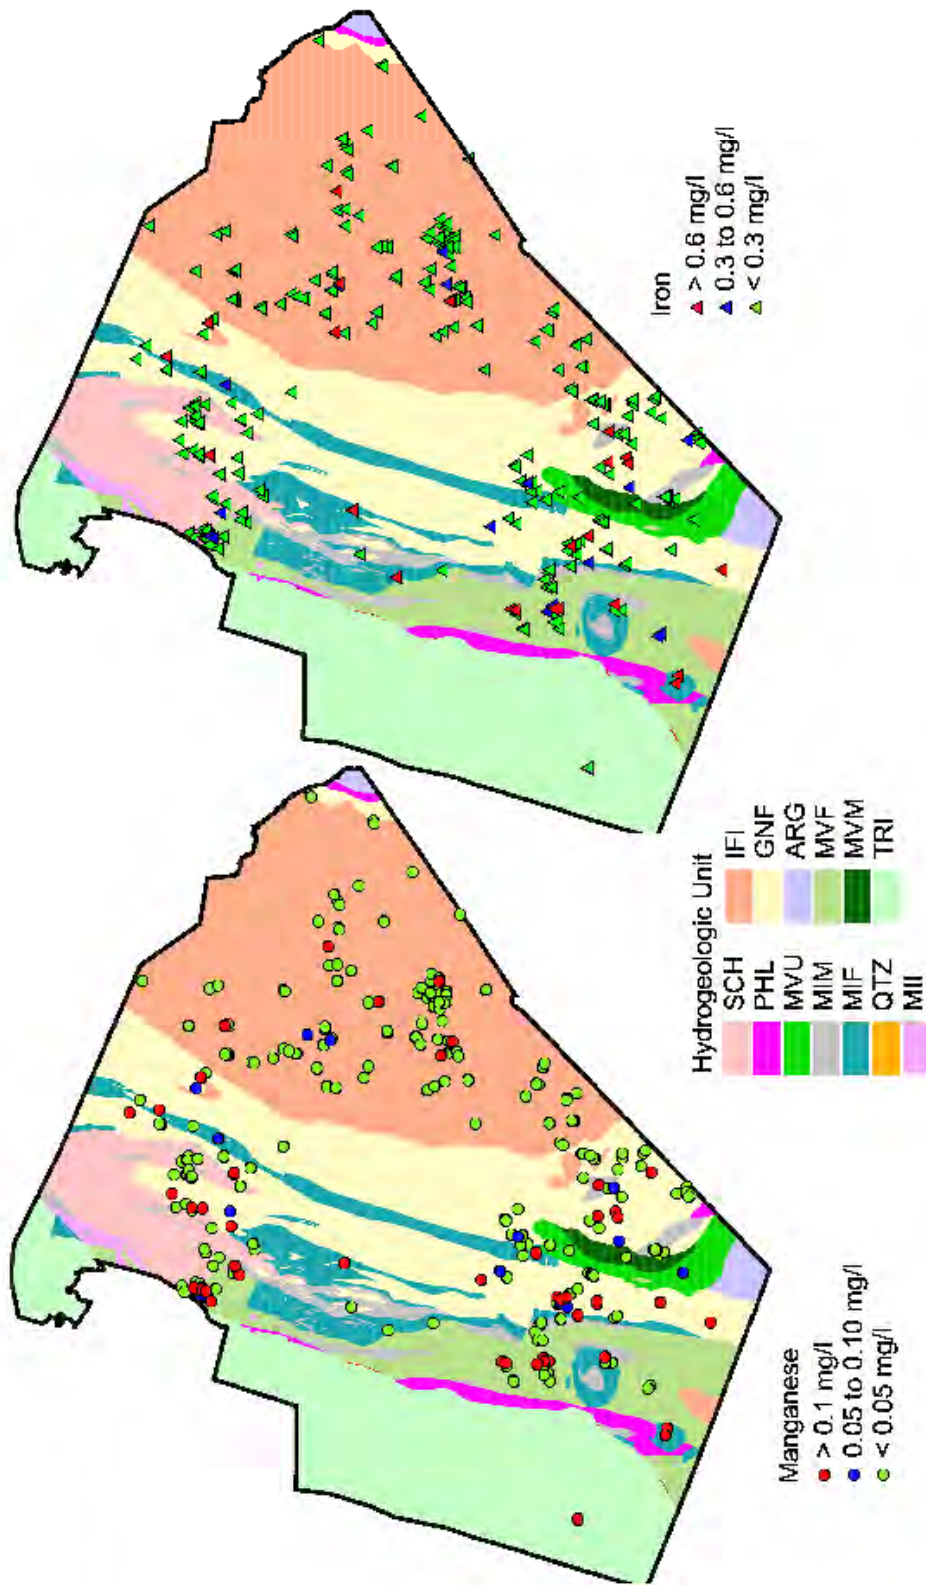 Iron
> 0.6 mg/l
0.3 to 0.6 mg/l
< 0.3 mg/l
Hydrogeologic Unit
SCH
PHL
MVU
MIM
MIF
QTZ
MII
IFI
GNF
ARG
MVF
MVM
TRI
Manganese
> 0.1 mg/l
0.05 to 0.10 mg/l
< 0.05 mg/l